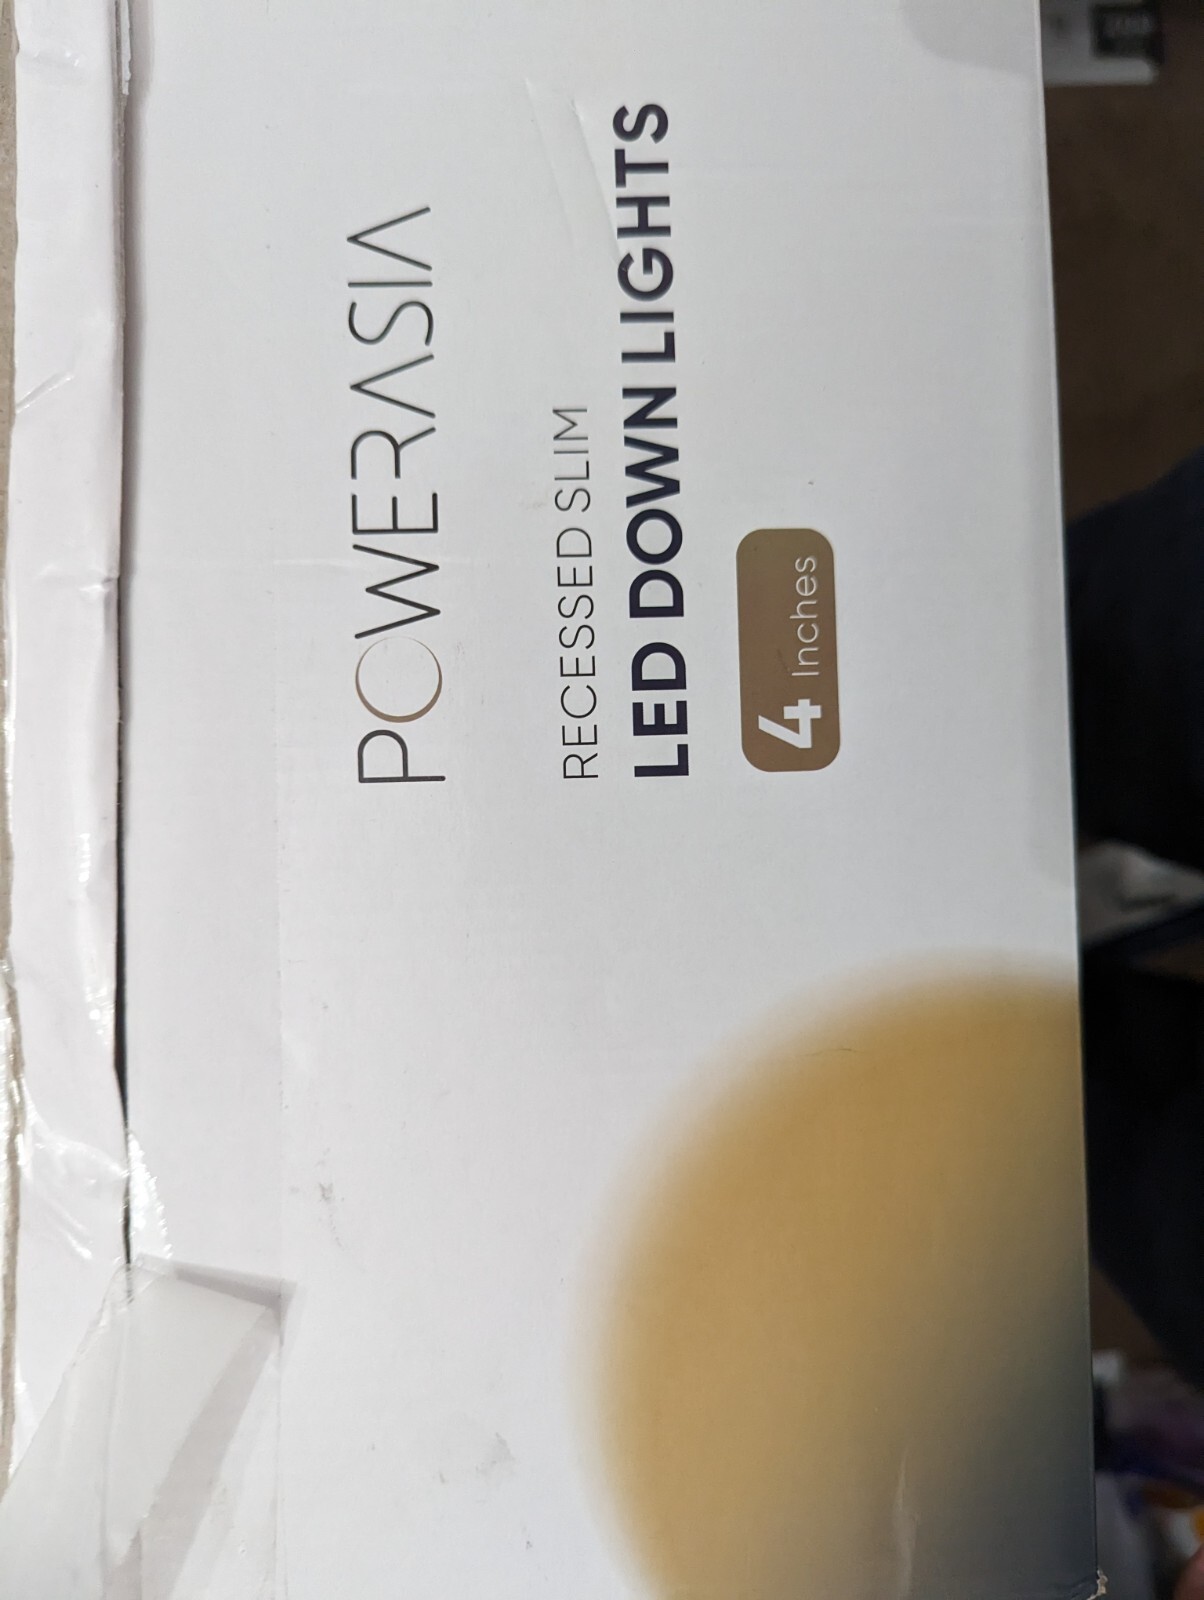 POWERASIA
RECESSED SLIM
LED DOWN LIGHTS
4 Inches